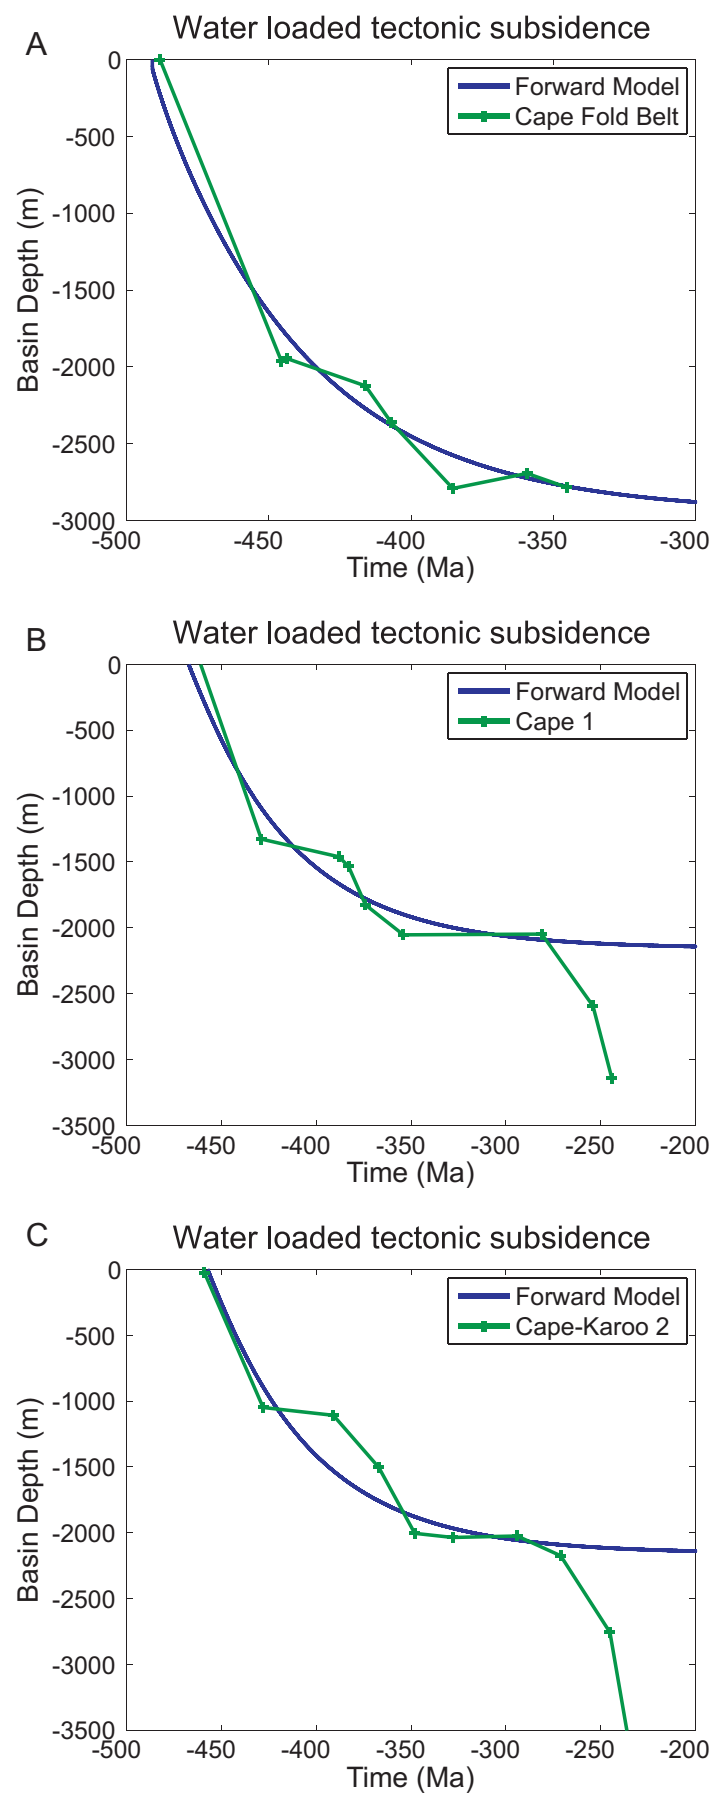 A
Water loaded tectonic subsidence
Forward Model
Cape Fold Belt
0
-500
-1000
-1500
-2000
-2500
-3000
Basin Depth (m)
-500
-450
-400
-350
-300
Time (Ma)
B
Water loaded tectonic subsidence
Forward Model
Cape 1
0
-500
-1000
-1500
-2000
-2500
-3000
-3500
Basin Depth (m)
-500
-450
-400
-350
-300
-250
-200
Time (Ma)
C
Water loaded tectonic subsidence
Forward Model
Cape-Karoo 2
0
-500
-1000
-1500
-2000
-2500
-3000
-3500
Basin Depth (m)
-500
-450
-400
-350
-300
-250
-200
Time (Ma)